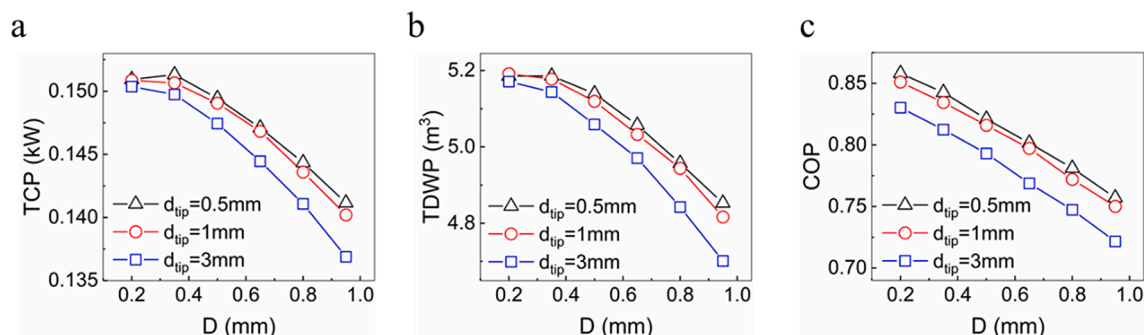 a
TCP (kW)
0.150
0.145
0.140
0.135
d_tip=0.5mm
d_tip=1mm
d_tip=3mm
0.2 0.4 0.6 0.8 1.0
D (mm)
b
TDWP (m³)
5.2
5.0
4.8
d_tip=0.5mm
d_tip=1mm
d_tip=3mm
0.2 0.4 0.6 0.8 1.0
D (mm)
c
COP
0.85
0.80
0.75
0.70
d_tip=0.5mm
d_tip=1mm
d_tip=3mm
0.2 0.4 0.6 0.8 1.0
D (mm)